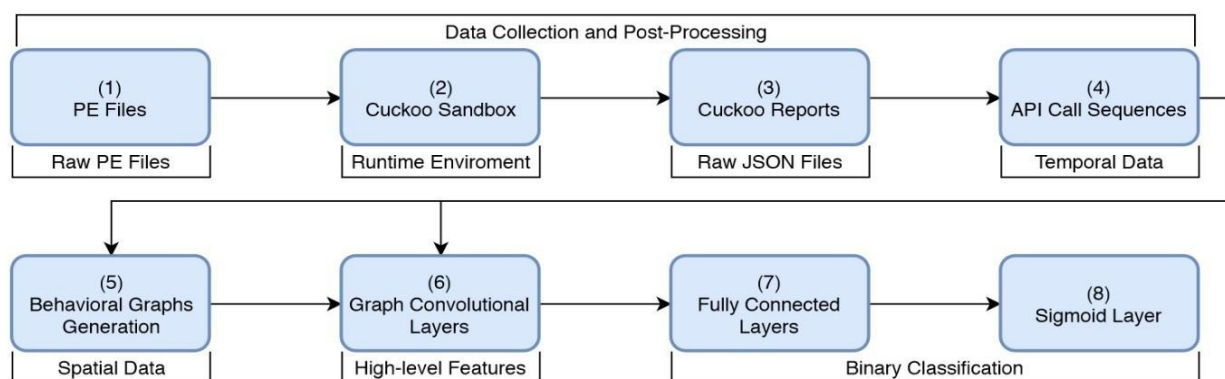 Data Collection and Post-Processing
(1)
PE Files
(2)
Cuckoo Sandbox
(3)
Cuckoo Reports
(4)
API Call Sequences
Raw PE Files
Runtime Enviroment
Raw JSON Files
Temporal Data
(5)
Behavioral Graphs
Generation
(6)
Graph Convolutional
Layers
(7)
Fully Connected
Layers
(8)
Sigmoid Layer
Spatial Data
High-level Features
Binary Classification